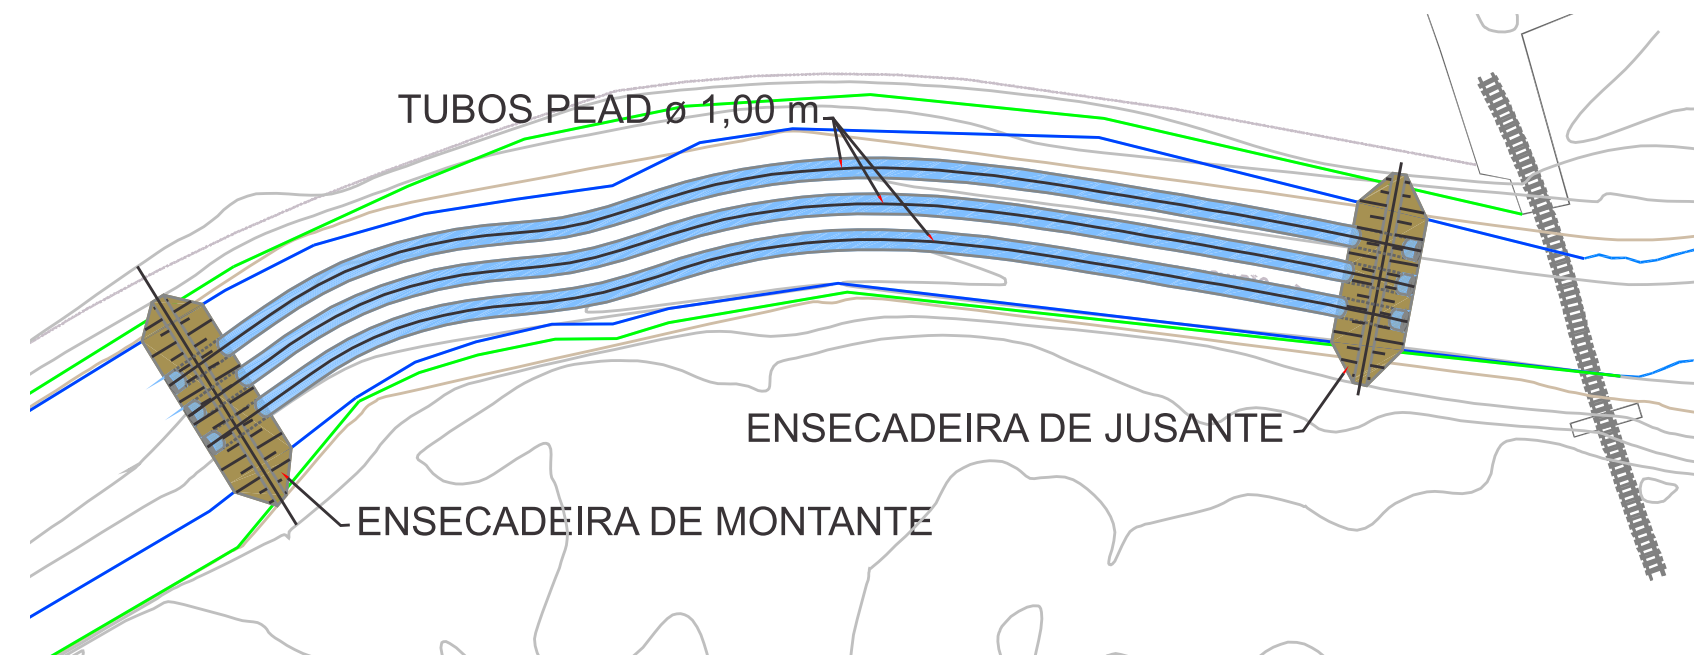 TUBOS PEAD ø 1,00 m
ENSECADEIRA DE JUSANTE
ENSECADEIRA DE MONTANTE